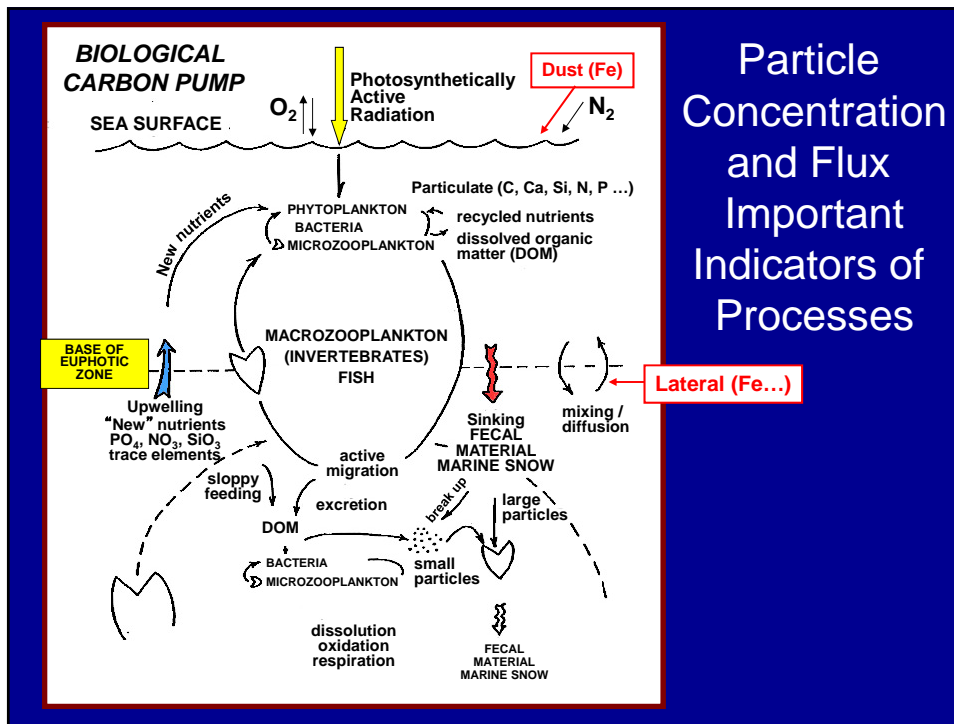 BIOLOGICAL
CARBON PUMP
SEA SURFACE
O2
Photosynthetically
Active
Radiation
Dust (Fe)
N2
Particle
Concentration
and Flux
Important
Indicators of
Processes
Particulate (C, Ca, Si, N, P ...)
New nutrients
PHYTOPLANKTON
BACTERIA
MICROZOOPLANKTON
recycled nutrients
dissolved organic
matter (DOM)
MACROZOOPLANKTON
(INVERTEBRATES)
FISH
BASE OF
EUPHOTIC
ZONE
Lateral (Fe...)
Upwelling
"New" nutrients
PO4, NO3, SiO3
trace elements
Sinking
FECAL
MATERIAL
MARINE SNOW
mixing /
diffusion
active
migration
sloppy
feeding
excretion
break up
large
particles
DOM
BACTERIA
MICROZOOPLANKTON
small
particles
dissolution
oxidation
respiration
FECAL
MATERIAL
MARINE SNOW